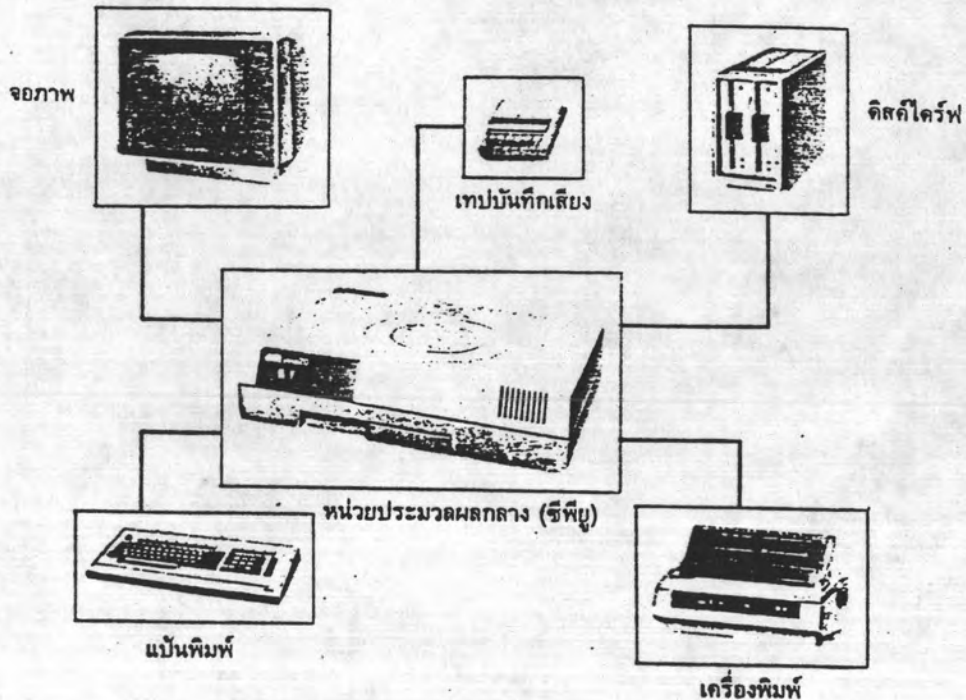 จอภาพ
ดิสค์ไดร์ฟ
เทปบันทึกเสียง
หน่วยประมวลผลกลาง (ซีพียู)
แป้นพิมพ์
เครื่องพิมพ์